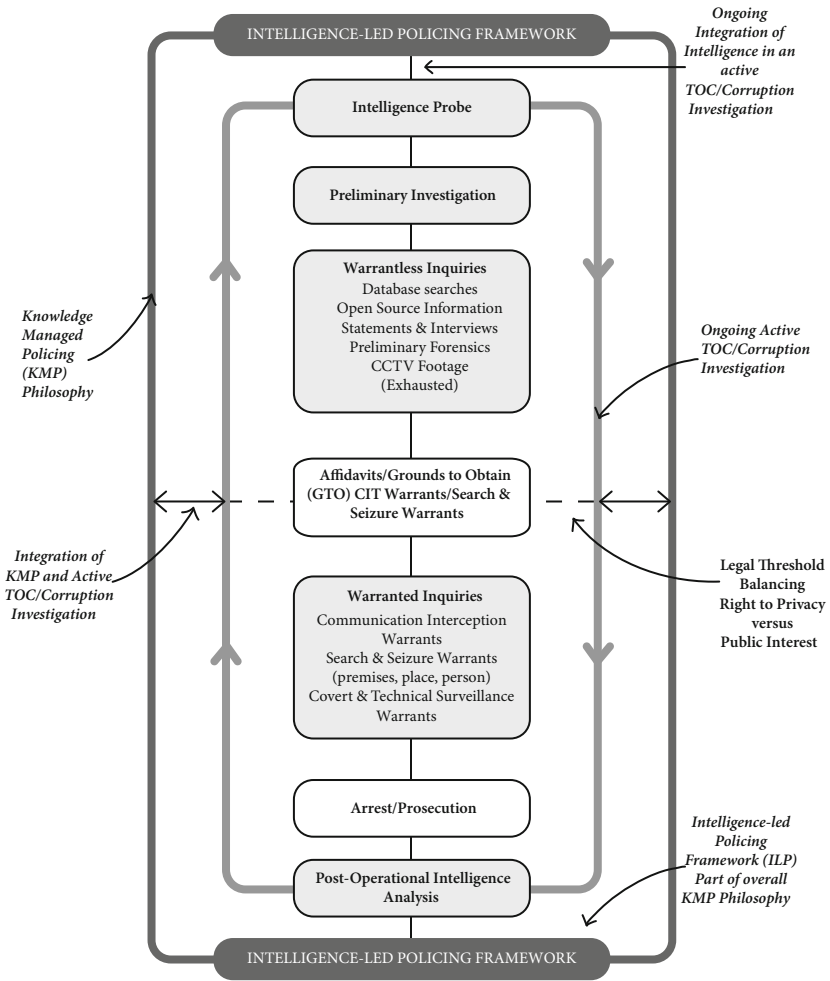 INTELLIGENCE-LED POLICING FRAMEWORK
Ongoing
Integration of
Intelligence in an
active
TOC/Corruption
Investigation
Intelligence Probe
Preliminary Investigation
Warrantless Inquiries
Database searches
Open Source Information
Statements & Interviews
Preliminary Forensics
CCTV Footage
(Exhausted)
Knowledge
Managed
Policing
(KMP)
Philosophy
Ongoing Active
TOC/Corruption
Investigation
Affidavits/Grounds to Obtain
(GTO) CIT Warrants/Search &
Seizure Warrants
Integration of
KMP and Active
TOC/Corruption
Investigation
Legal Threshold
Balancing
Right to Privacy
versus
Public Interest
Warranted Inquiries
Communication Interception
Warrants
Search & Seizure Warrants
(premises, place, person)
Covert & Technical Surveillance
Warrants
Arrest/Prosecution
Post-Operational Intelligence
Analysis
Intelligence-led
Policing
Framework (ILP)
Part of overall
KMP Philosophy
INTELLIGENCE-LED POLICING FRAMEWORK